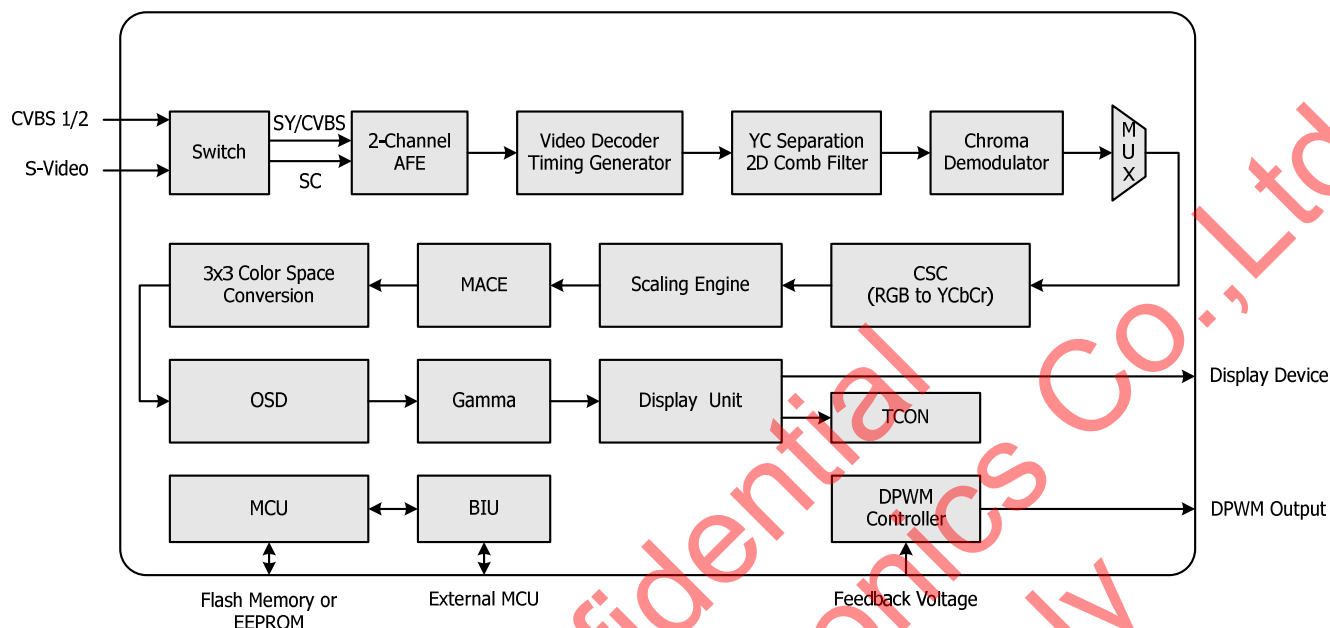 CVBS 1/2
S-Video
Switch
SY/CVBS
SC
2-Channel
AFE
Video Decoder
Timing Generator
YC Separation
2D Comb Filter
Chroma
Demodulator
M
U
X
3x3 Color Space
Conversion
MACE
Scaling Engine
CSC
(RGB to YCbCr)
OSD
Gamma
Display Unit
TCON
Display Device
MCU
BIU
DPWM
Controller
DPWM Output
Flash Memory or
EEPROM
External MCU
Feedback Voltage
fidential
onics Co.,Ltd
ly